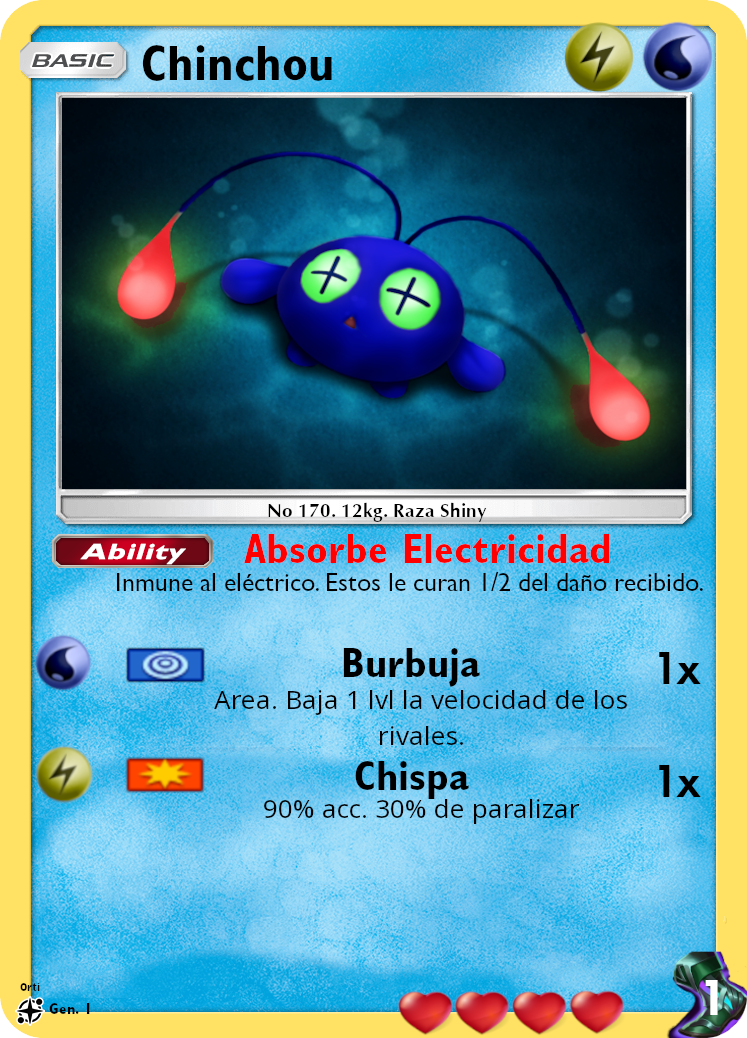 BASIC Chinchou
No 170. 12kg. Raza Shiny
Ability Absorbe Electricidad
Inmune al eléctrico. Estos le curan 1/2 del daño recibido.
Burbuja 1x
Area. Baja 1 lvl la velocidad de los
rivales.
Chispa 1x
90% acc. 30% de paralizar
Orti
Gen. 1
1